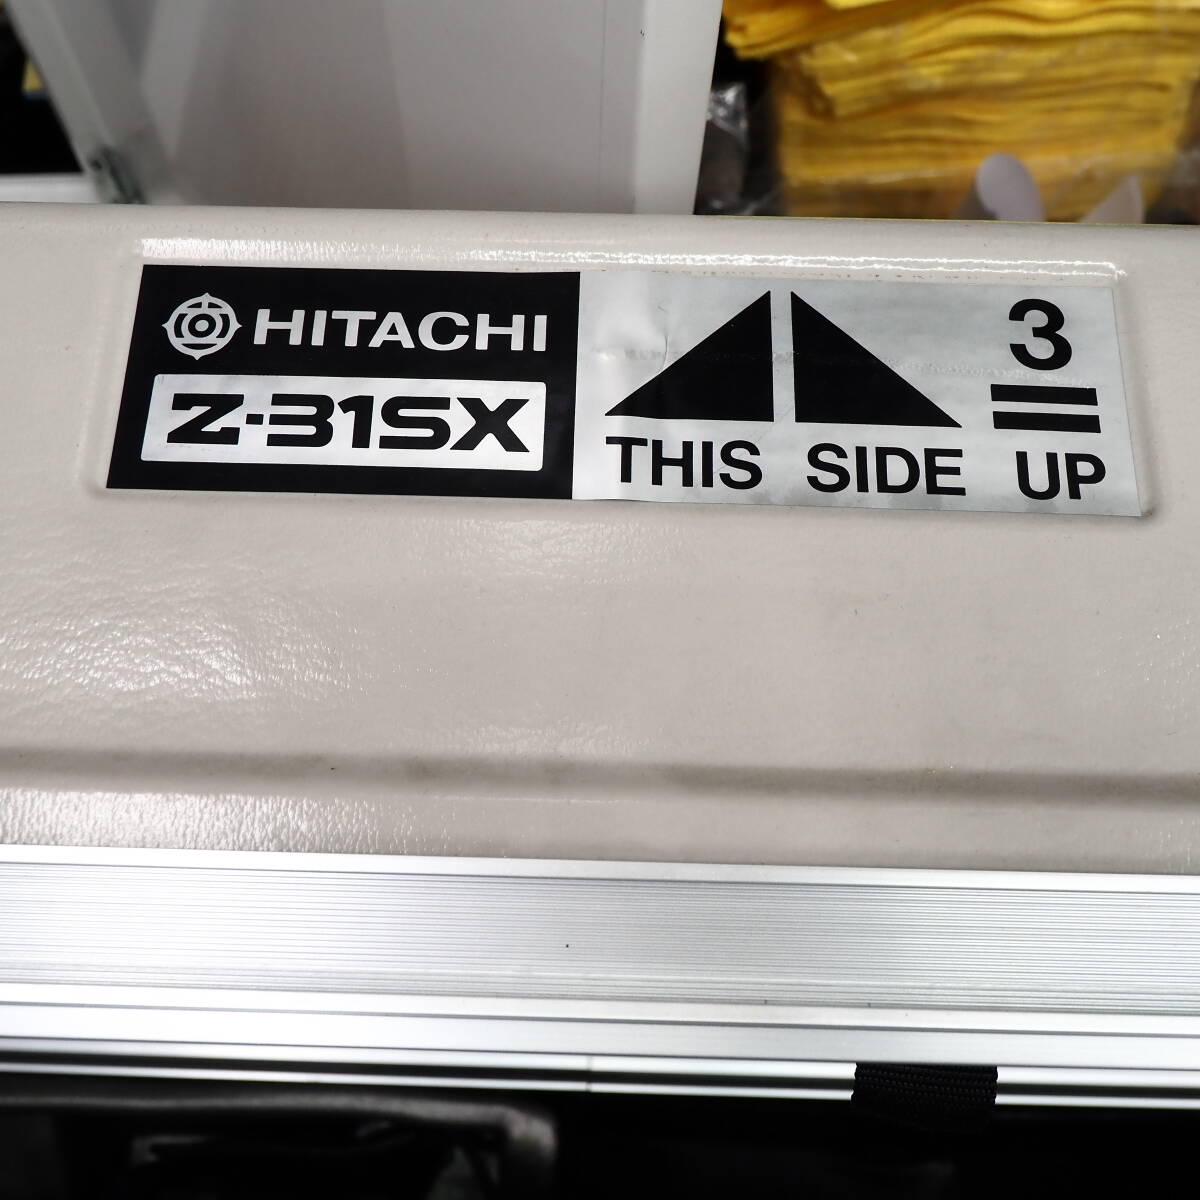 HITACHI
Z-31SX
THIS SIDE UP
3